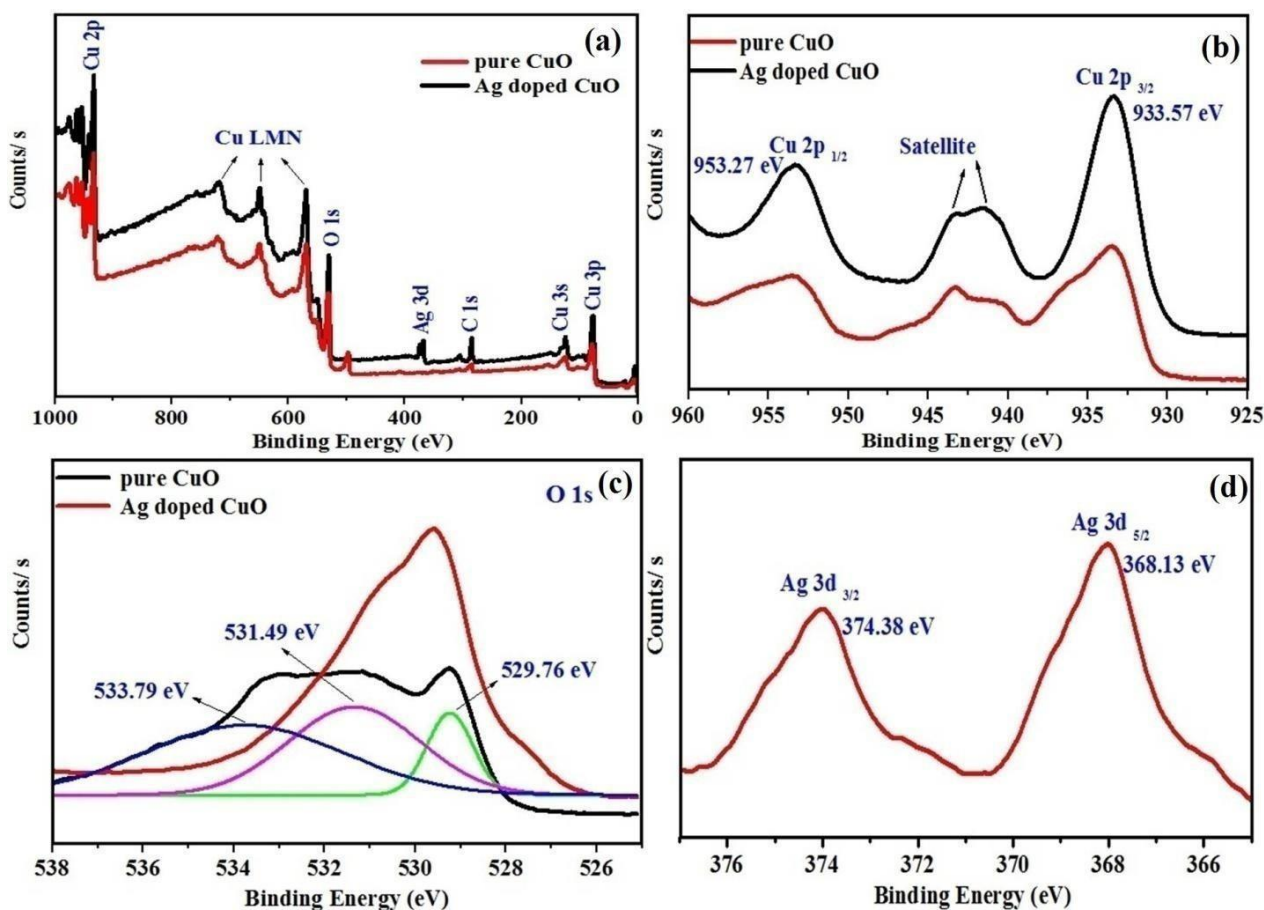 (a)
pure CuO
Ag doped CuO
Cu 2p
Cu LMN
O 1s
Ag 3d
C 1s
Cu 3s
Cu 3p
Counts/ s
1000 800 600 400 200 0
Binding Energy (eV)
(b)
pure CuO
Ag doped CuO
Cu 2p 3/2
933.57 eV
Satellite
Cu 2p 1/2
953.27 eV
Counts/ s
960 955 950 945 940 935 930 925
Binding Energy (eV)
(c)
pure CuO
Ag doped CuO
O 1s
531.49 eV
529.76 eV
533.79 eV
Counts/ s
538 536 534 532 530 528 526
Binding Energy (eV)
(d)
Ag 3d 5/2
368.13 eV
Ag 3d 3/2
374.38 eV
Counts/ s
376 374 372 370 368 366
Binding Energy (eV)